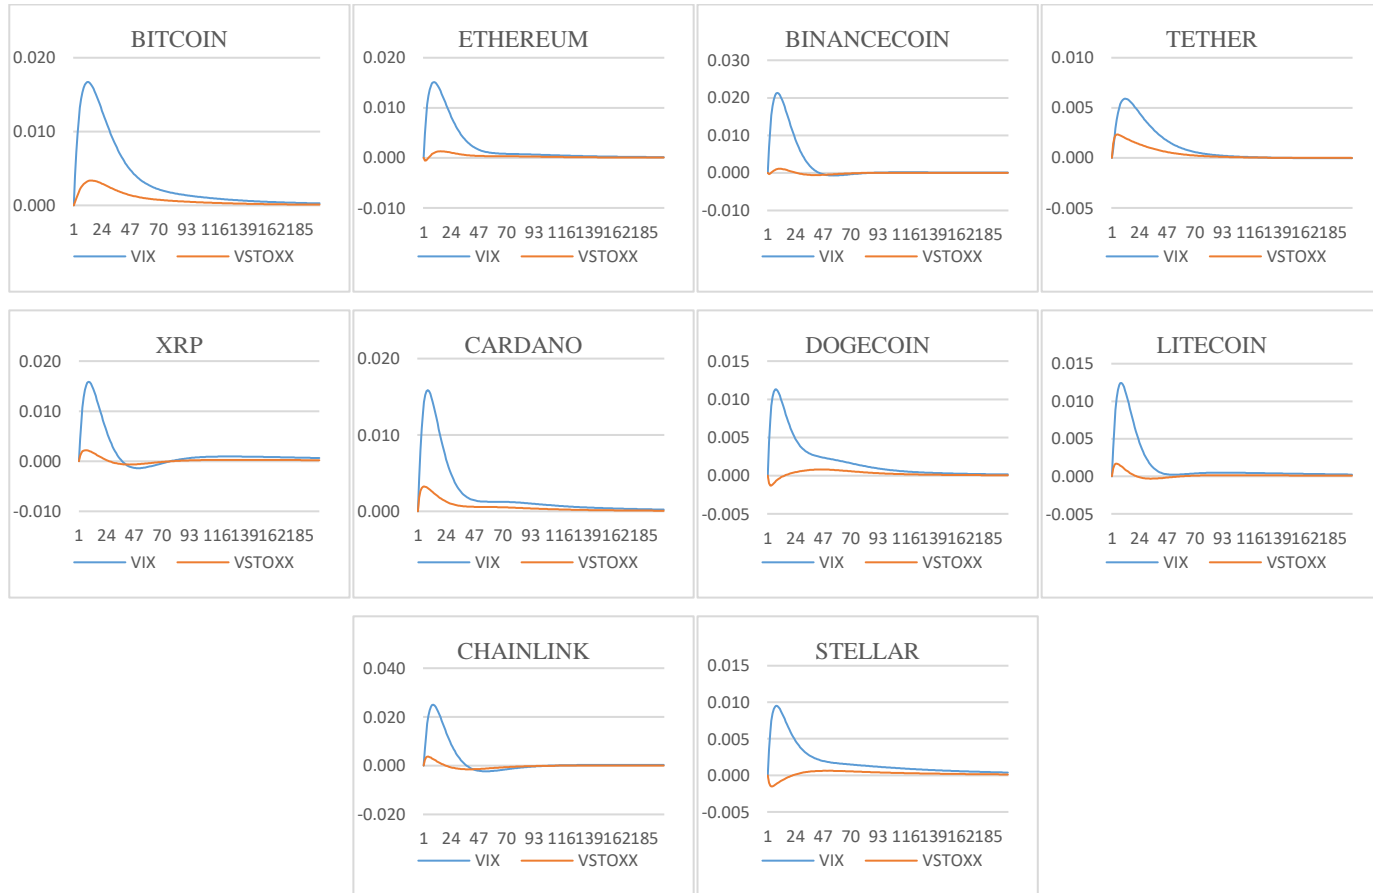 BITCOIN
0.020
0.010
0.000
1 24 47 70 93 116139162185
VIX VSTOXX
ETHEREUM
0.020
0.010
0.000
-0.010
1 24 47 70 93 116139162185
VIX VSTOXX
BINANCECOIN
0.030
0.020
0.010
0.000
-0.010
1 24 47 70 93 116139162185
VIX VSTOXX
TETHER
0.010
0.005
0.000
-0.005
1 24 47 70 93 116139162185
VIX VSTOXX
XRP
0.020
0.010
0.000
-0.010
1 24 47 70 93 116139162185
VIX VSTOXX
CARDANO
0.020
0.010
0.000
1 24 47 70 93 116139162185
VIX VSTOXX
DOGECOIN
0.015
0.010
0.005
0.000
-0.005
1 24 47 70 93 116139162185
VIX VSTOXX
LITECOIN
0.015
0.010
0.005
0.000
-0.005
1 24 47 70 93 116139162185
VIX VSTOXX
CHAINLINK
0.040
0.020
0.000
-0.020
1 24 47 70 93 116139162185
VIX VSTOXX
STELLAR
0.015
0.010
0.005
0.000
-0.005
1 24 47 70 93 116139162185
VIX VSTOXX